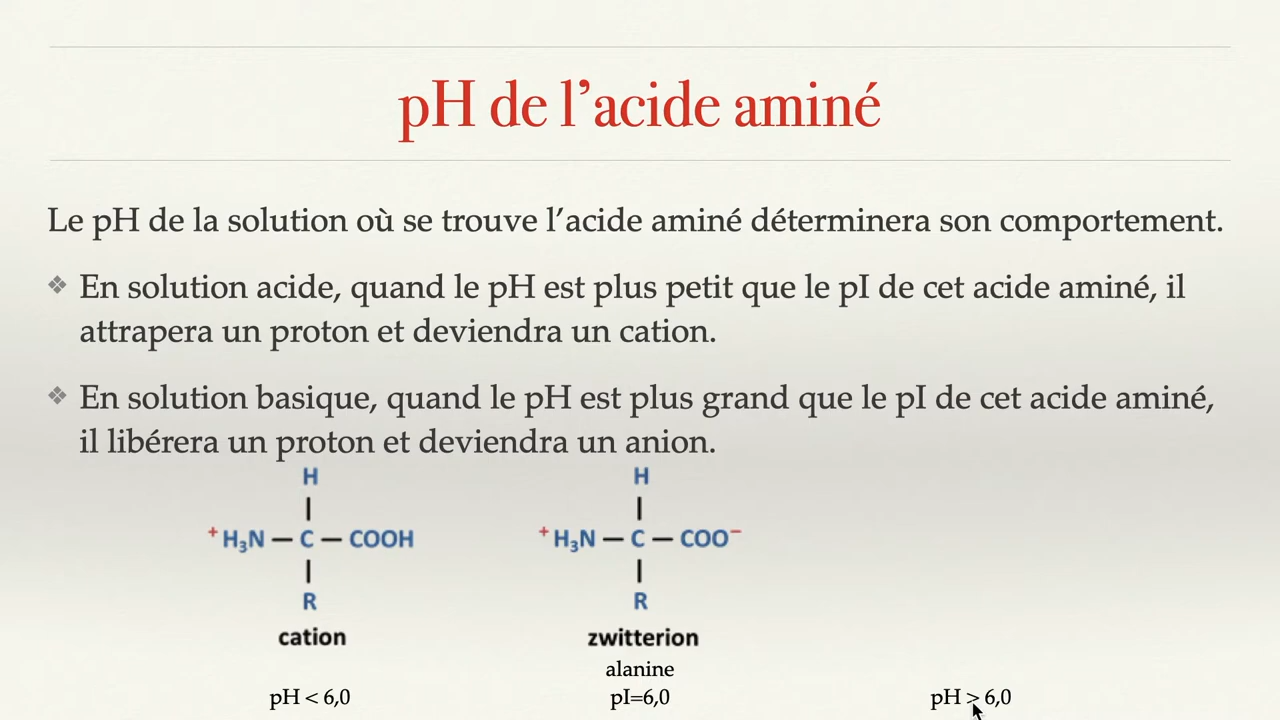 pH de l’acide aminé
Le pH de la solution où se trouve l’acide aminé déterminera son comportement.
❖ En solution acide, quand le pH est plus petit que le pI de cet acide aminé, il
attrapera un proton et deviendra un cation.
❖ En solution basique, quand le pH est plus grand que le pI de cet acide aminé,
il libérera un proton et deviendra un anion.
H
⁺H₃N — C — COOH
R
cation
pH < 6,0
H
⁺H₃N — C — COO⁻
R
zwitterion
alanine
pI=6,0
pH > 6,0